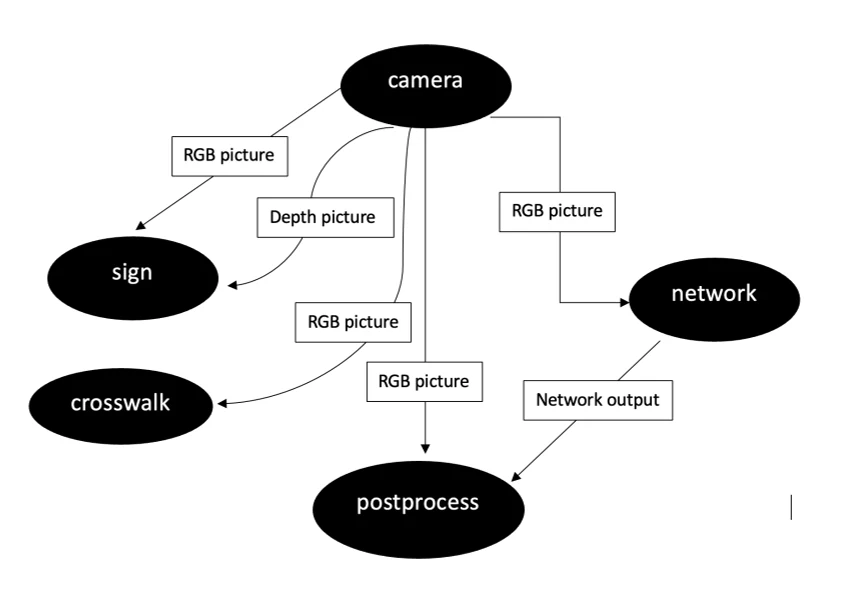 camera
RGB picture
Depth picture
RGB picture
sign
network
RGB picture
RGB picture
Network output
crosswalk
postprocess